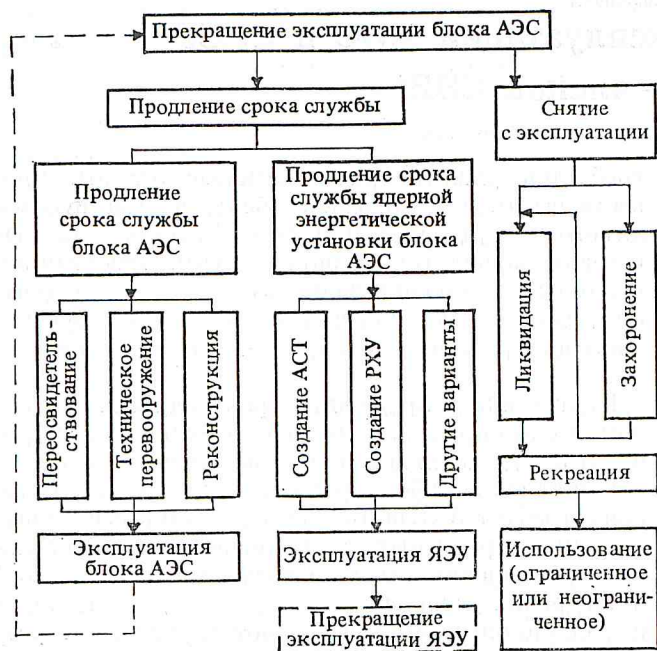 Прекращение эксплуатации блока АЭС
Продление срока службы
Снятие
с эксплуатации
Продление
срока службы
блока АЭС
Продление срока
службы ядерной
энергетической
установки блока
АЭС
Переосвидетель-
ствование
Техническое
перевооружение
Реконструкция
Создание АСТ
Создание РХУ
Другие варианты
Ликвидация
Захоронение
Рекреация
Эксплуатация
блока АЭС
Эксплуатация ЯЭУ
Использование
(ограниченное
или неограни-
ченное)
Прекращение
эксплуатации ЯЭУ